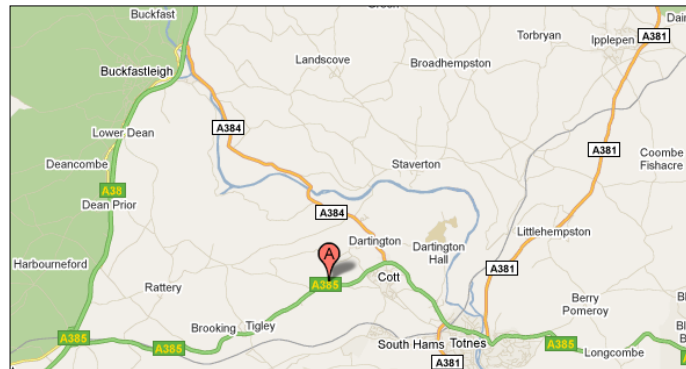 Buckfast
Green
Dain
A381
Torbryan
Ipplepen
Landscove
Broadhempston
Buckfastleigh
A384
Lower Dean
A381
Coombe
Fishacre
Deancombe
Staverton
A38
Dean Prior
A384
Littlehempston
Dartington
Dartington
Hall
A
Harbourneford
A381
A385
Cott
Rattery
Berry
Pomeroy
Brooking
Tigley
A385
A385
South Hams
Totnes
A385
Longcombe
A381